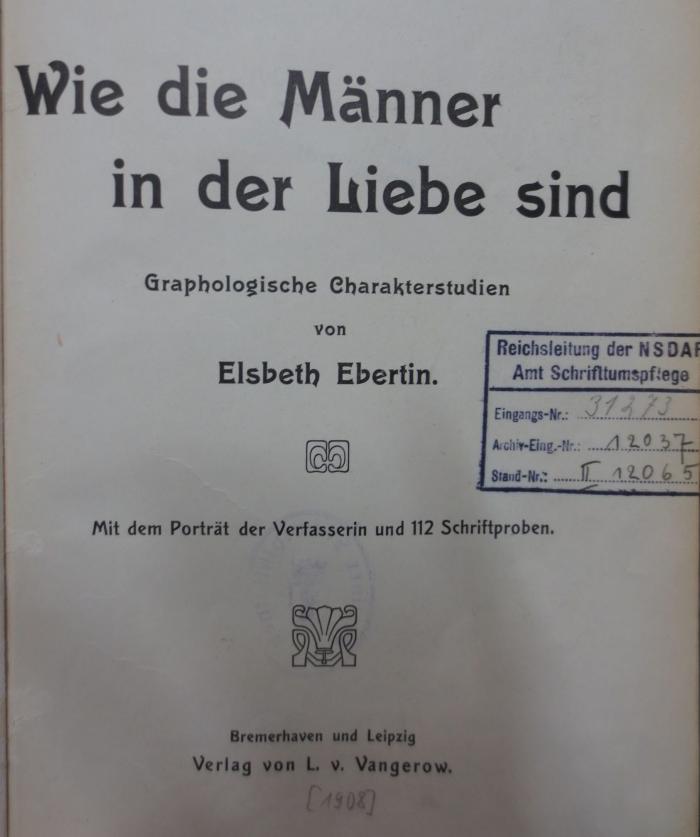 Wie die Männer
in der Liebe sind
Graphologische Charakterstudien
von
Elsbeth Ebertin.
Reichsleitung der NSDAP
Amt Schrifttumspflege
Eingangs-Nr.: 31273
Archiv-Eing.-Nr.: 12037
Stand-Nr.: II 12065
Mit dem Porträt der Verfasserin und 112 Schriftproben.
Bremerhaven und Leipzig
Verlag von L. v. Vangerow.
[1908]